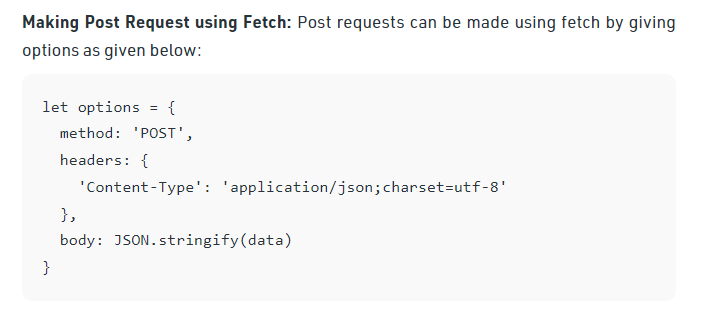 Making Post Request using Fetch: Post requests can be made using fetch by giving
options as given below:
let options = {
  method: 'POST',
  headers: {
    'Content-Type': 'application/json;charset=utf-8'
  },
  body: JSON.stringify(data)
}